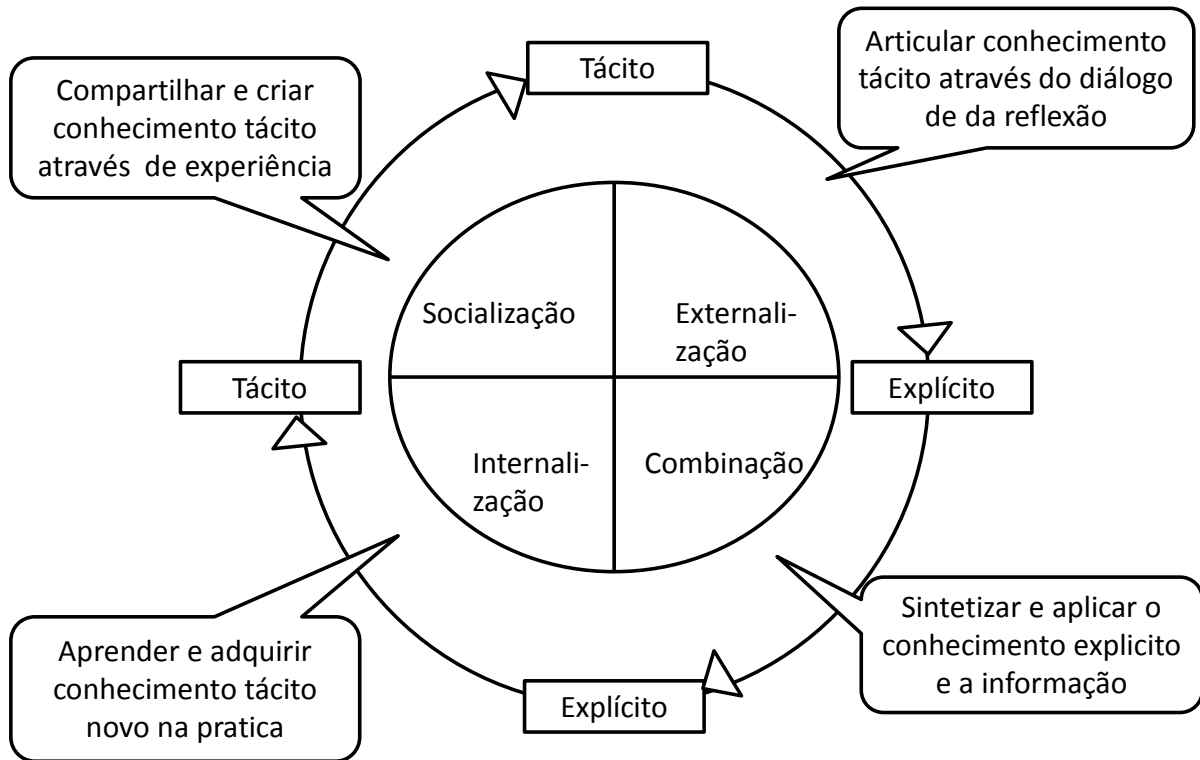 Tácito
Compartilhar e criar
conhecimento tácito
através  de experiência
Articular conhecimento
tácito através do diálogo
de da reflexão
Socialização
Externali-
zação
Tácito
Explícito
Internali-
zação
Combinação
Aprender e adquirir
conhecimento tácito
novo na pratica
Sintetizar e aplicar o
conhecimento explicito
e a informação
Explícito